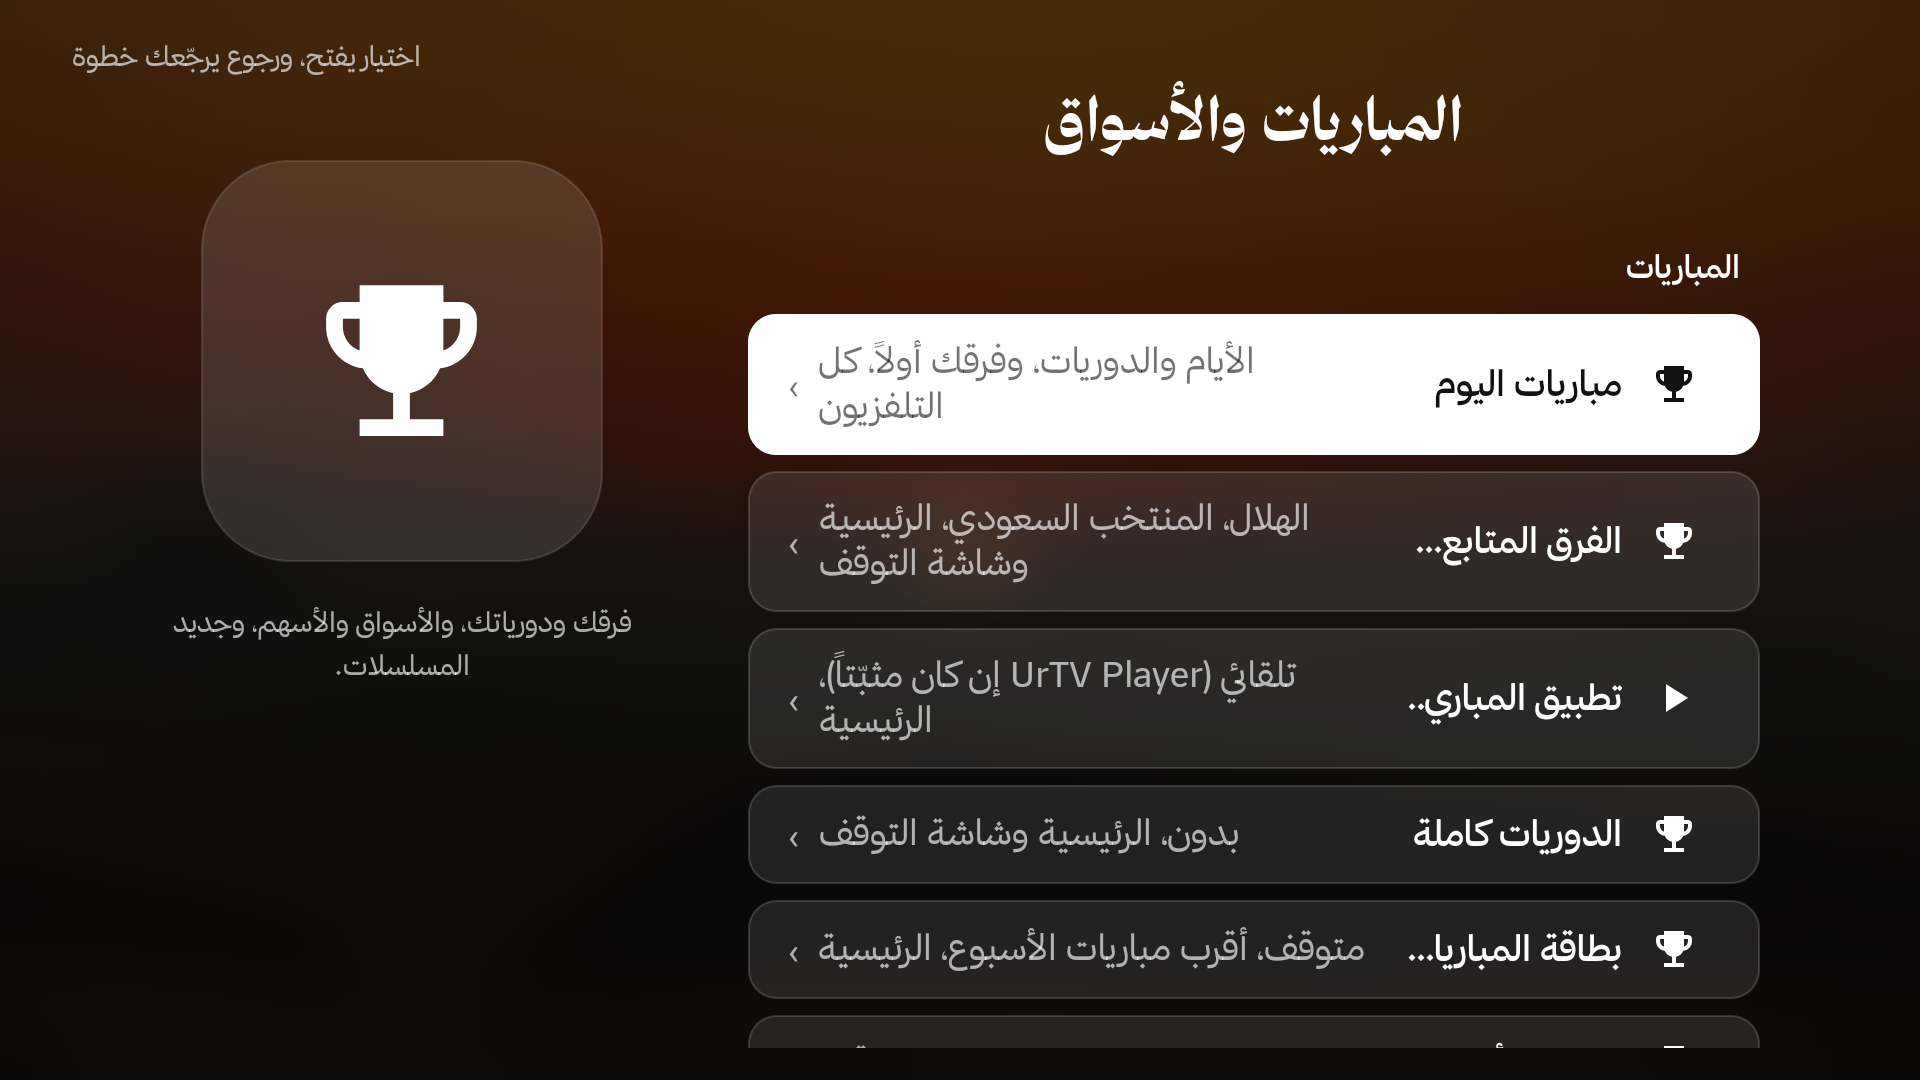 اختيار يفتح، ورجوع يرجّعك خطوة
المباريات والأسواق
المباريات
مباريات اليوم
الأيام والدوريات، وفرقك أولاً، كل
التلفزيون
الفرق المتابع...
الهلال، المنتخب السعودي، الرئيسية
وشاشة التوقف
تطبيق المباري..
تلقائي (UrTV Player إن كان مثبّتاً)،
الرئيسية
الدوريات كاملة
بدون، الرئيسية وشاشة التوقف
بطاقة المباريا...
متوقف، أقرب مباريات الأسبوع، الرئيسية
فرقك ودورياتك، والأسواق والأسهم، وجديد
المسلسلات.